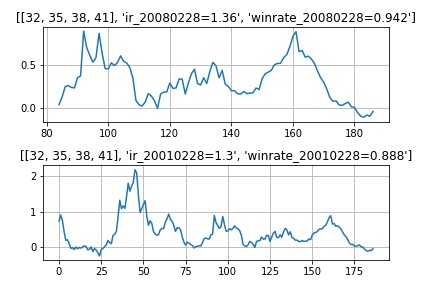 [[32, 35, 38, 41], 'ir_20080228=1.36', 'winrate_20080228=0.942']
0.5
0.0
80 100 120 140 160 180
[[32, 35, 38, 41], 'ir_20010228=1.3', 'winrate_20010228=0.888']
2
1
0
0 25 50 75 100 125 150 175